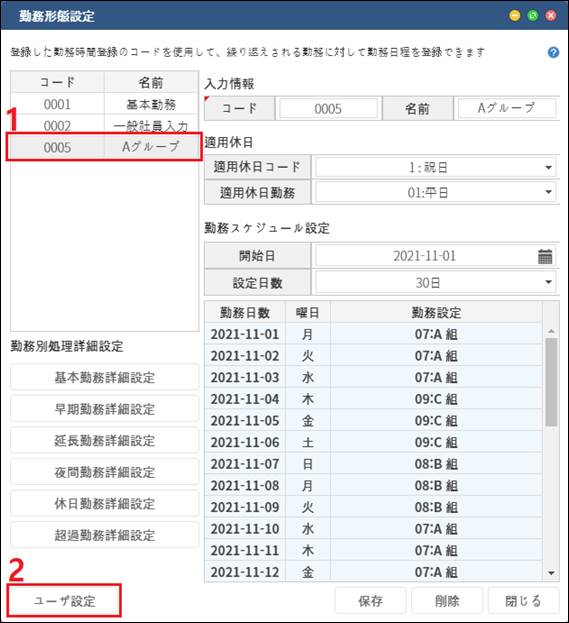 勤務形態設定
登録した勤務時間登録のコードを使用して、繰り返えされる勤務に対して勤務日程を登録できます ?
コード 名前
0001 基本勤務
0002 一般社員入力
0005 Aグループ
1
入力情報
コード 0005 名前 Aグループ
適用休日
適用休日コード 1 : 祝日
適用休日勤務 01:平日
勤務スケジュール設定
開始日 2021-11-01
設定日数 30日
勤務日数 曜日 勤務設定
2021-11-01 月 07:A 組
2021-11-02 火 07:A 組
2021-11-03 水 07:A 組
2021-11-04 木 09:C 組
2021-11-05 金 09:C 組
2021-11-06 土 09:C 組
2021-11-07 日 08:B 組
2021-11-08 月 08:B 組
2021-11-09 火 08:B 組
2021-11-10 水 07:A 組
2021-11-11 木 07:A 組
2021-11-12 金 07:A 組
勤務別処理詳細設定
基本勤務詳細設定
早期勤務詳細設定
延長勤務詳細設定
夜間勤務詳細設定
休日勤務詳細設定
超過勤務詳細設定
2
ユーザ設定
保存 削除 閉じる